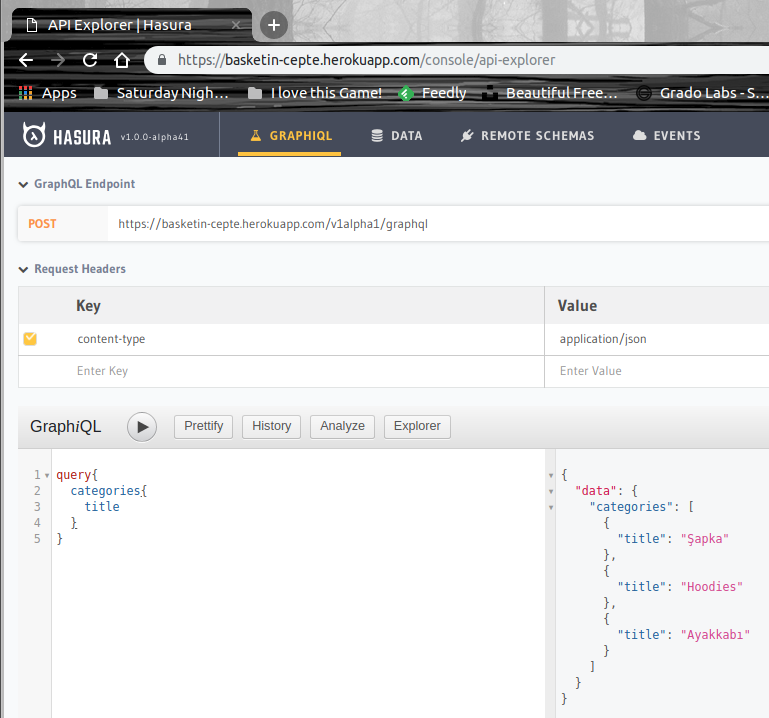 API Explorer | Hasura
https://basketin-cepte.herokuapp.com/console/api-explorer
Apps Saturday Nigh… I love this Game! Feedly Beautiful Free… Grado Labs - S…
HASURA v1.0.0-alpha41 GRAPHIQL DATA REMOTE SCHEMAS EVENTS
GraphQL Endpoint
POST https://basketin-cepte.herokuapp.com/v1alpha1/graphql
Request Headers
Key Value
content-type application/json
Enter Key Enter Value
GraphiQL Prettify History Analyze Explorer
1 query{
2 categories{
3 title
4 }
5 }
{
"data": {
"categories": [
{
"title": "Şapka"
},
{
"title": "Hoodies"
},
{
"title": "Ayakkabı"
}
]
}
}